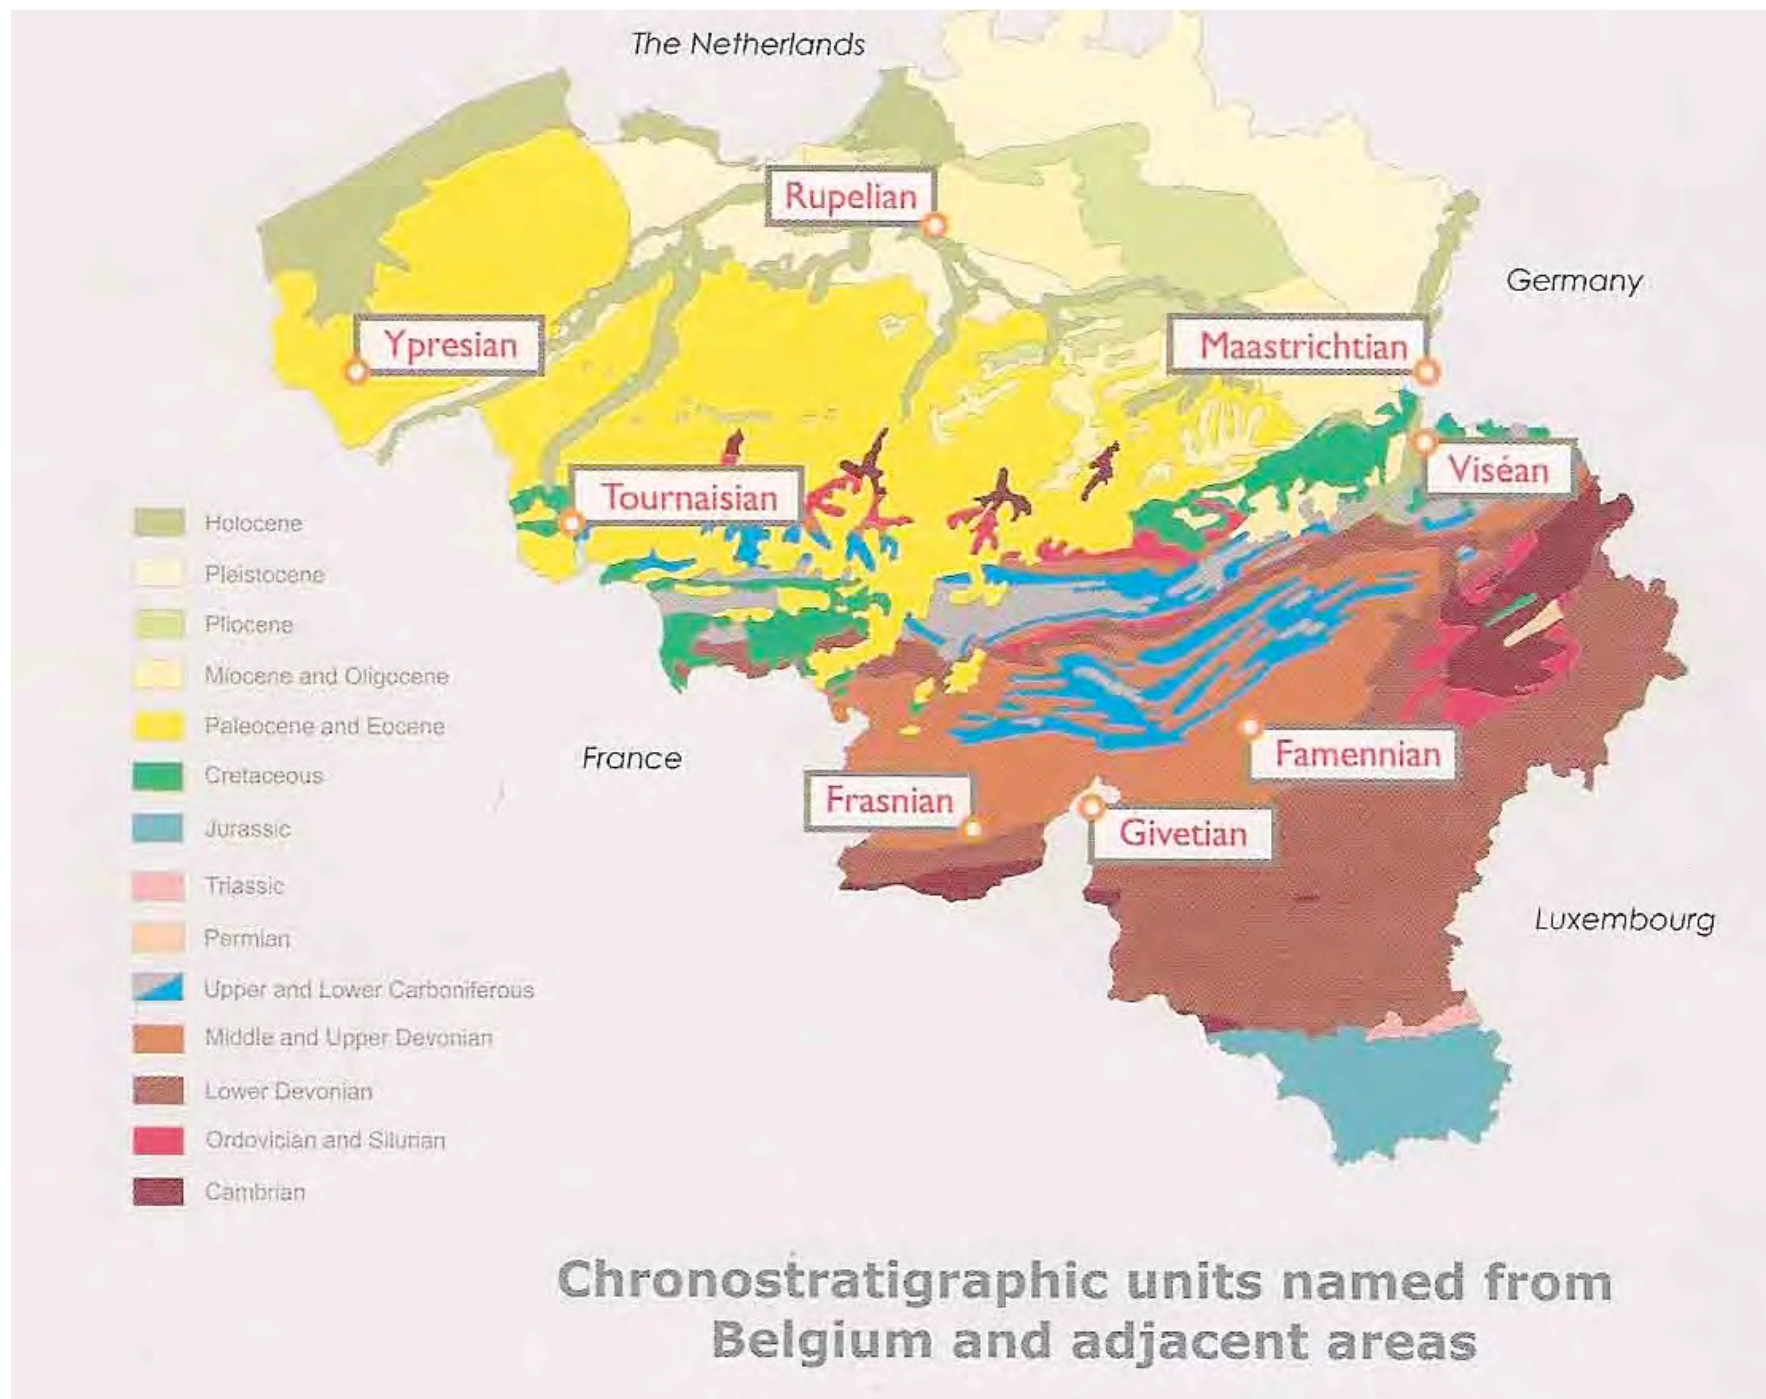 The Netherlands
Rupelian
Germany
Ypresian
Maastrichtian
Viséan
Tournaisian
Holocene
Pleistocene
Pliocene
Miocene and Oligocene
Paleocene and Eocene
Cretaceous
Jurassic
Triassic
Permian
Upper and Lower Carboniferous
Middle and Upper Devonian
Lower Devonian
Ordovician and Silurian
Cambrian
France
Famennian
Frasnian
Givetian
Luxembourg
Chronostratigraphic units named from
Belgium and adjacent areas